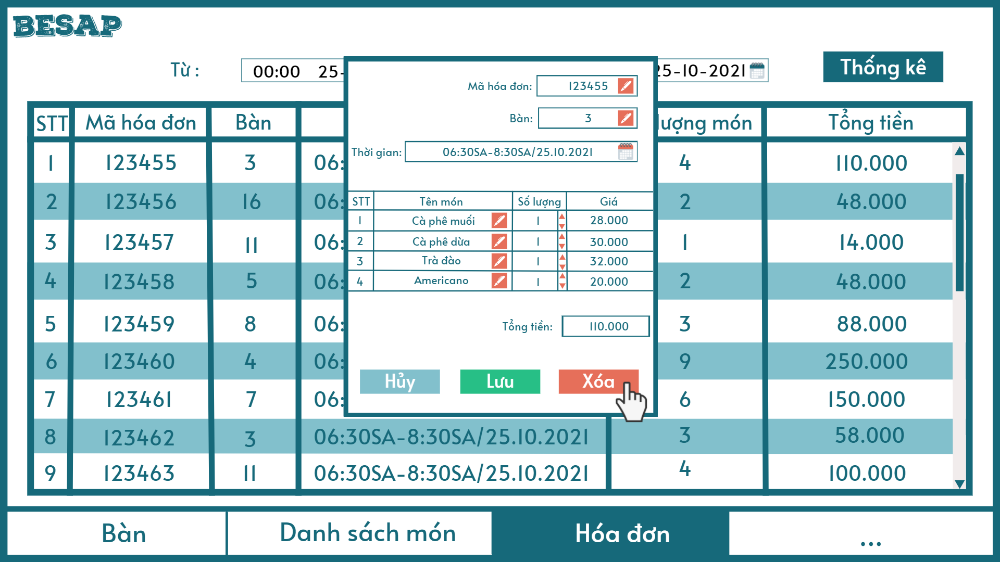 BESAP
Từ : 00:00 25- 25-10-2021 Thống kê
STT Mã hóa đơn Bàn lượng món Tổng tiền
1 123455 3 06: 4 110.000
2 123456 16 06: 2 48.000
3 123457 11 06: 1 14.000
4 123458 5 06: 2 48.000
5 123459 8 06: 3 88.000
6 123460 4 06: 9 250.000
7 123461 7 06: 6 150.000
8 123462 3 06:30SA-8:30SA/25.10.2021 3 58.000
9 123463 11 06:30SA-8:30SA/25.10.2021 4 100.000
Mã hóa đơn: 123455
Bàn: 3
Thời gian: 06:30SA-8:30SA/25.10.2021
STT Tên món Số lượng Giá
1 Cà phê muối 1 28.000
2 Cà phê dừa 1 30.000
3 Trà đào 1 32.000
4 Americano 1 20.000
Tổng tiền: 110.000
Hủy Lưu Xóa
Bàn Danh sách món Hóa đơn ...